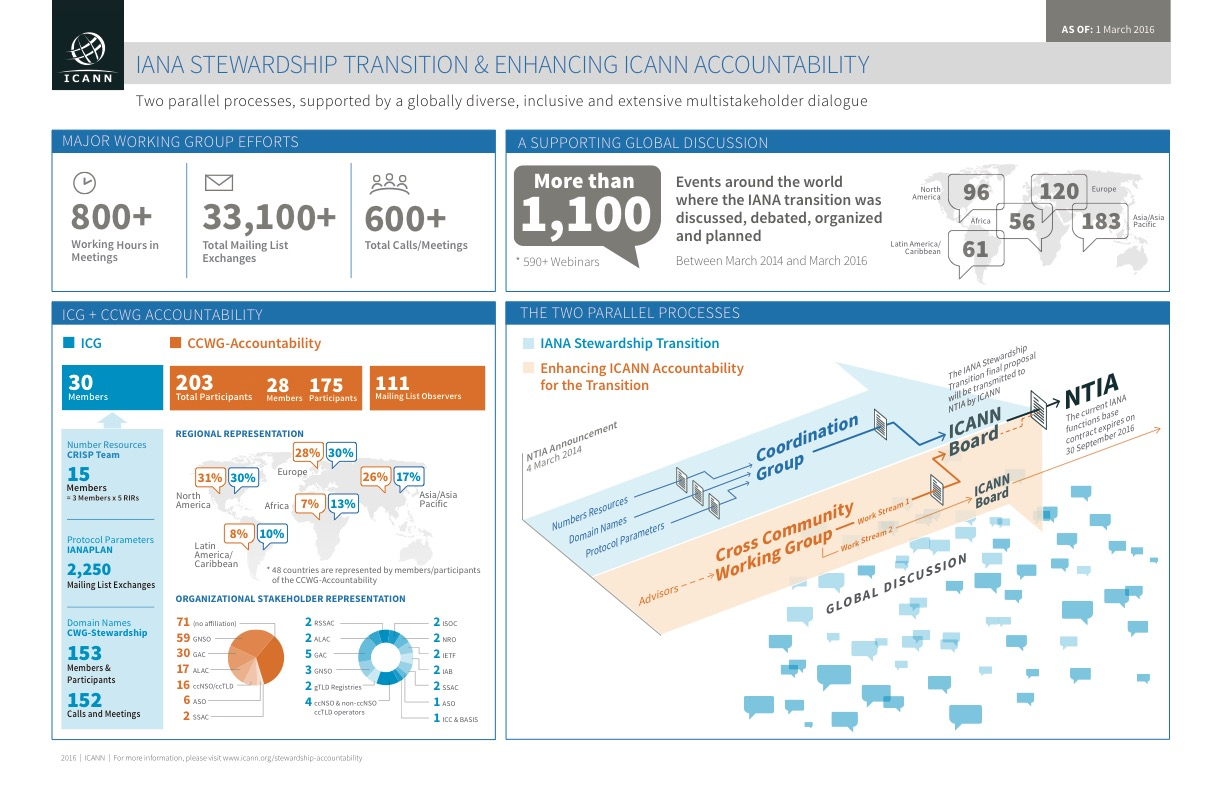 AS OF: 1 March 2016
ICANN
IANA STEWARDSHIP TRANSITION & ENHANCING ICANN ACCOUNTABILITY
Two parallel processes, supported by a globally diverse, inclusive and extensive multistakeholder dialogue
MAJOR WORKING GROUP EFFORTS
800+
Working Hours in
Meetings
33,100+
Total Mailing List
Exchanges
600+
Total Calls/Meetings
A SUPPORTING GLOBAL DISCUSSION
More than
1,100
* 590+ Webinars
Events around the world
where the IANA transition was
discussed, debated, organized
and planned
Between March 2014 and March 2016
North
America
96
120
Europe
Africa
56
183
Asia/Asia
Pacific
Latin America/
Caribbean
61
ICG + CCWG ACCOUNTABILITY
ICG
CCWG-Accountability
30
Members
203
Total Participants
28
Members
175
Participants
111
Mailing List Observers
Number Resources
CRISP Team
15
Members
= 3 Members x 5 RIRs
Protocol Parameters
IANAPLAN
2,250
Mailing List Exchanges
Domain Names
CWG-Stewardship
153
Members &
Participants
152
Calls and Meetings
REGIONAL REPRESENTATION
28% 30%
Europe
31% 30%
North
America
26% 17%
Asia/Asia
Pacific
Africa
7% 13%
8% 10%
Latin
America/
Caribbean
* 48 countries are represented by members/participants
of the CCWG-Accountability
ORGANIZATIONAL STAKEHOLDER REPRESENTATION
71 (no affiliation)
59 GNSO
30 GAC
17 ALAC
16 ccNSO/ccTLD
6 ASO
2 SSAC
2 RSSAC
2 ALAC
5 GAC
3 GNSO
2 gTLD Registries
4 ccNSO & non-ccNSO
ccTLD operators
2 ISOC
2 NRO
2 IETF
2 IAB
2 SSAC
1 ASO
1 ICC & BASIS
THE TWO PARALLEL PROCESSES
IANA Stewardship Transition
Enhancing ICANN Accountability
for the Transition
NTIA Announcement
4 March 2014
Numbers Resources
Domain Names
Protocol Parameters
Coordination
Group
The IANA Stewardship
Transition final proposal
will be transmitted to
NTIA by ICANN
ICANN
Board
NTIA
The current IANA
functions base
contract expires on
30 September 2016
Advisors
Cross Community
Working Group
Work Stream 1
Work Stream 2
ICANN
Board
GLOBAL DISCUSSION
2016 | ICANN | For more information, please visit www.icann.org/stewardship-accountability